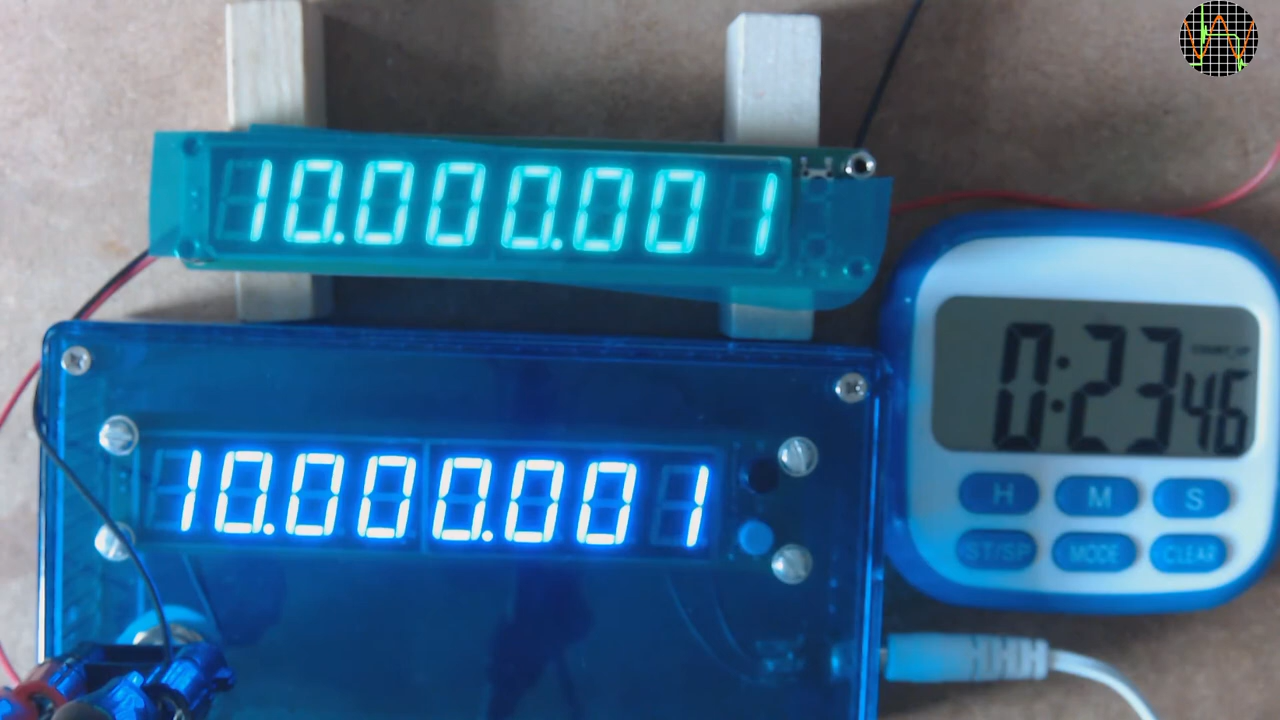 10.000.001
10.000.001
0:23 46
COUNT UP
H M S
ST/SP MODE CLEAR